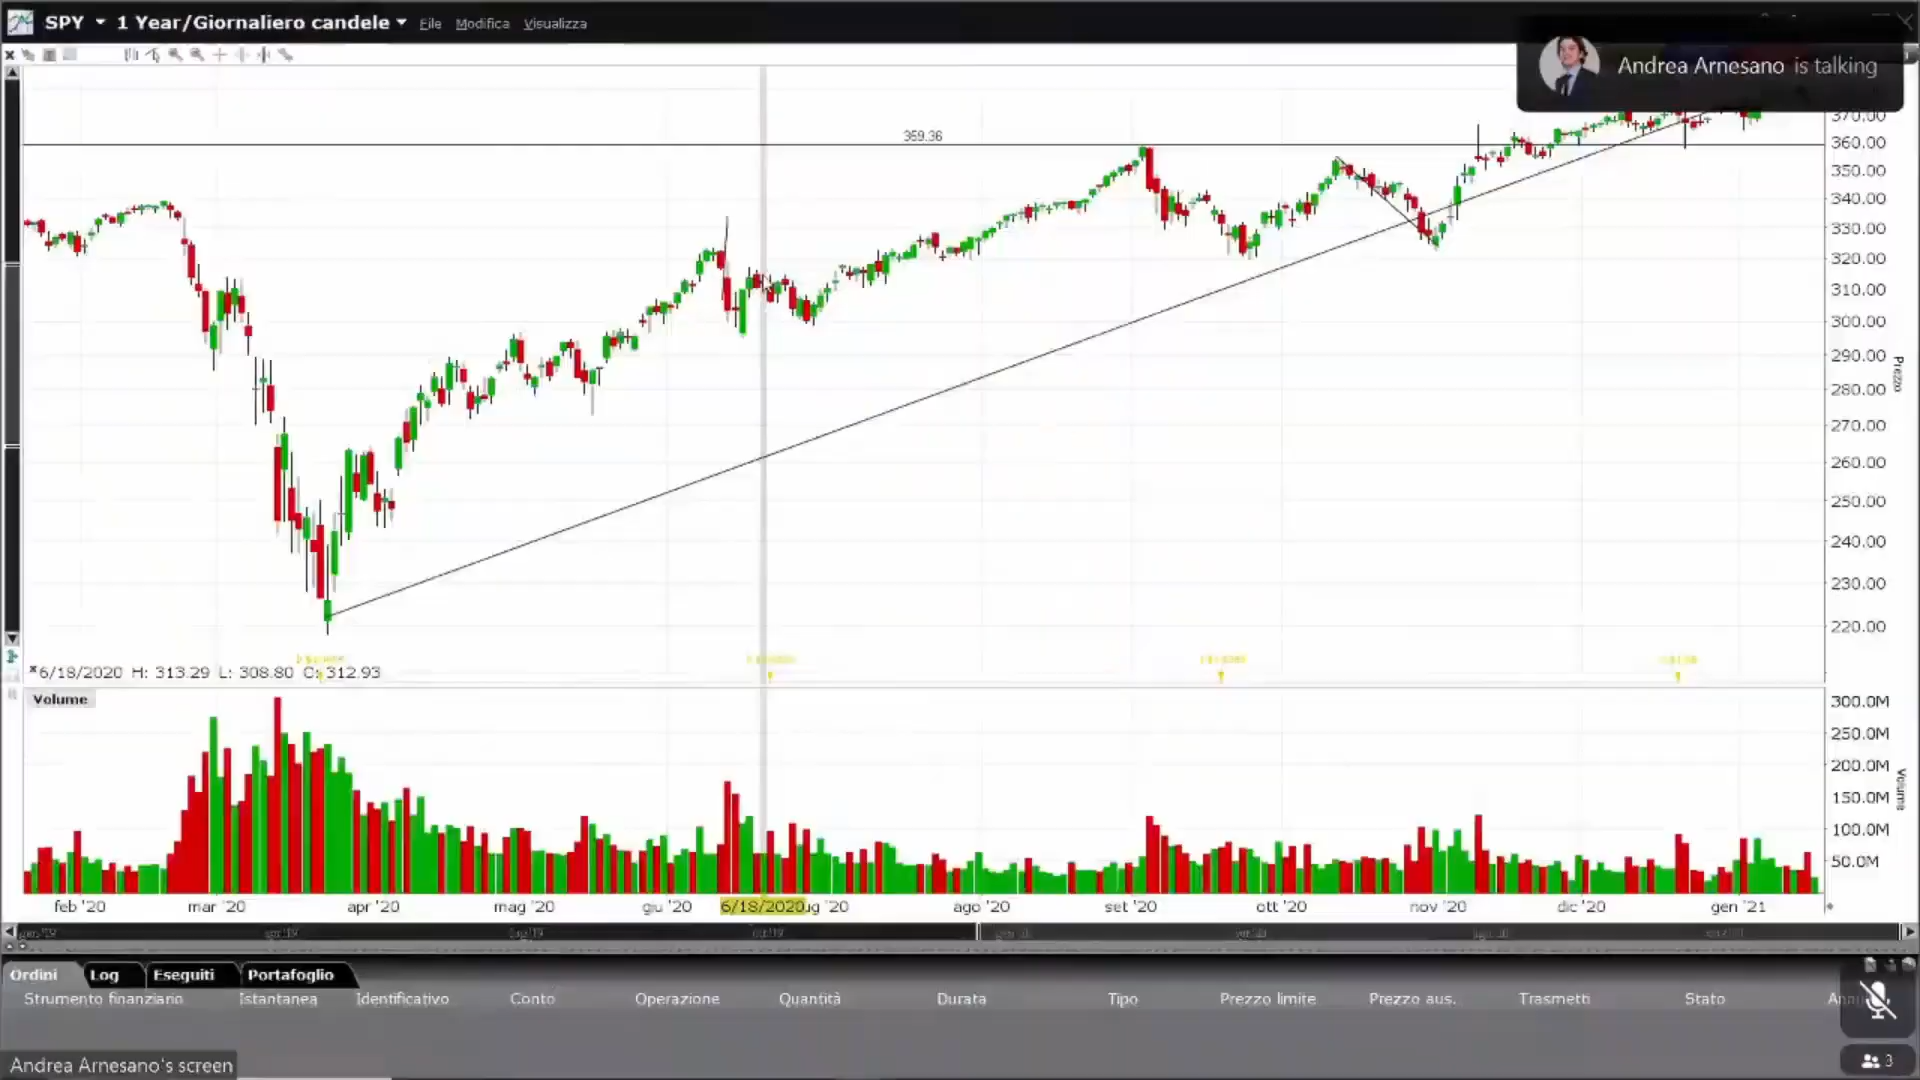 SPY 1 Year/Giornaliero candele File Modifica Visualizza
Andrea Arnesano is talking
359.36
370.00
360.00
350.00
340.00
330.00
320.00
310.00
300.00
290.00
280.00
270.00
260.00
250.00
240.00
230.00
220.00
Prezzo
6/18/2020 H: 313.29 L: 308.80 C: 312.93
Volume
300.0M
250.0M
200.0M
150.0M
100.0M
50.0M
Volume
feb '20 mar '20 apr '20 mag '20 giu '20 6/18/2020 ug '20 ago '20 set '20 ott '20 nov '20 dic '20 gen '21
Ordini Log Eseguiti Portafoglio
Strumento finanziario Istantanea Identificativo Conto Operazione Quantità Durata Tipo Prezzo limite Prezzo aus. Trasmetti Stato
Andrea Arnesano's screen
3